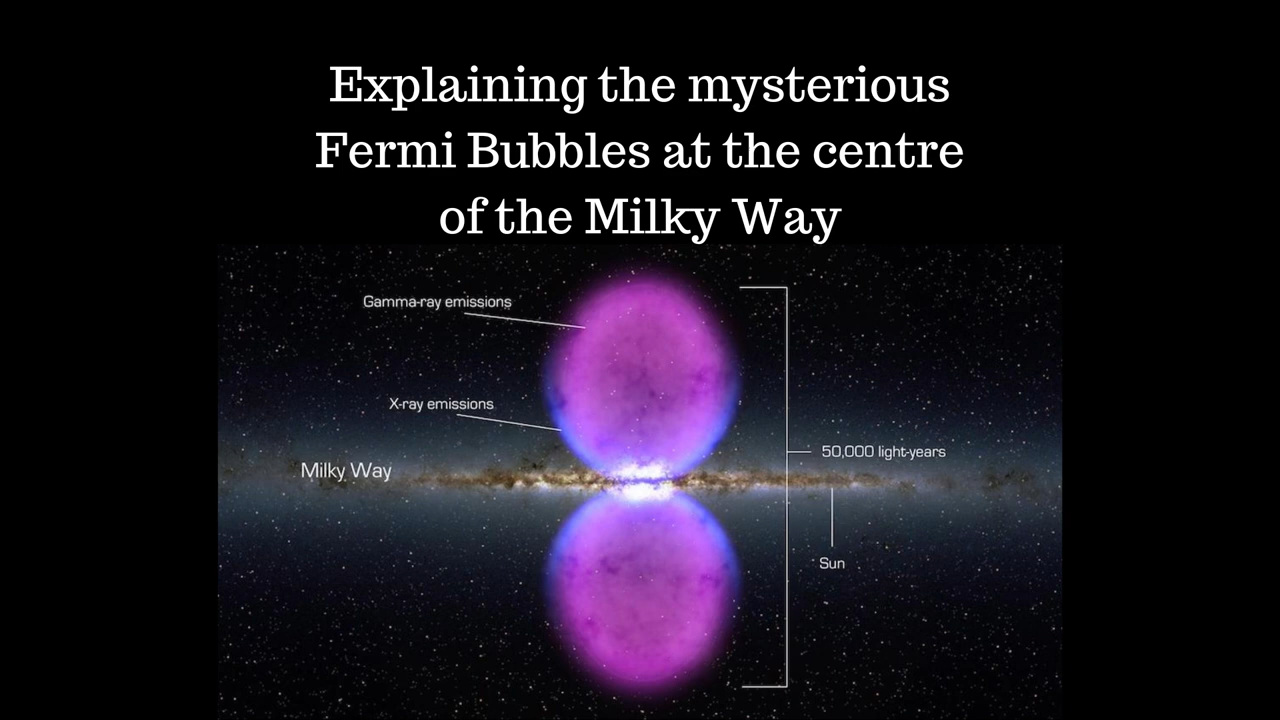 Explaining the mysterious
Fermi Bubbles at the centre
of the Milky Way
Gamma-ray emissions
X-ray emissions
50,000 light-years
Milky Way
Sun